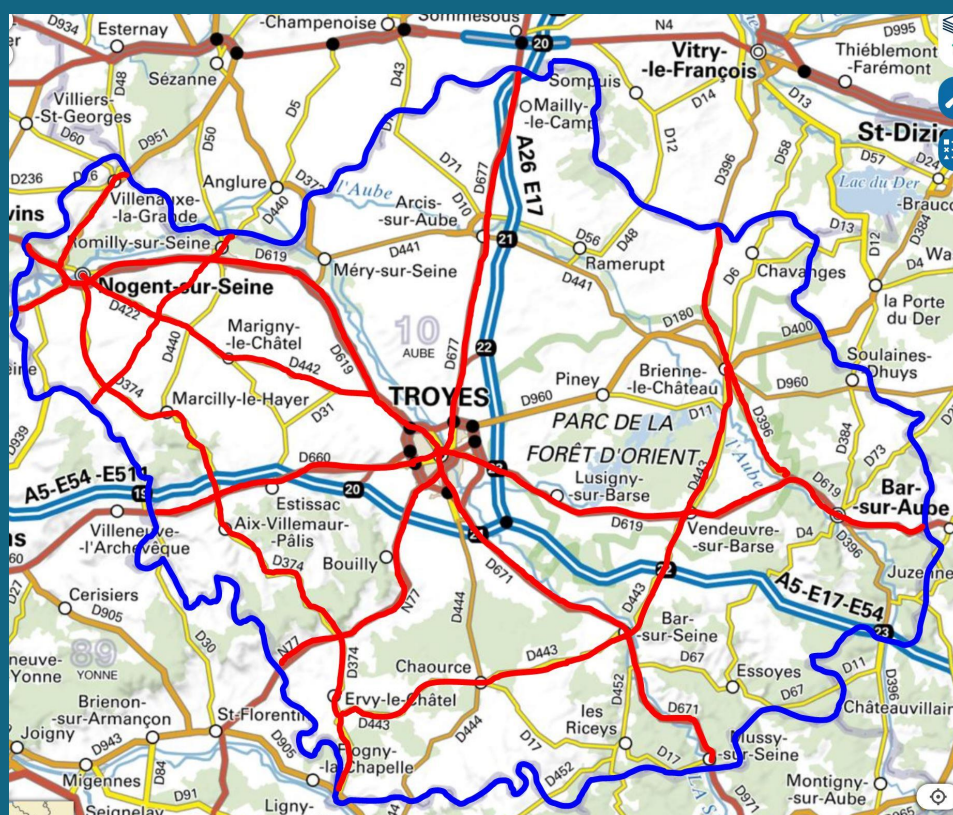 D934
Esternay
-Champenoise
Sommesous
20
N4
D995
Vitry-
-le-François
Thiéblemont
-Farémont
Sézanne
D48
D43
Sompuis
D14
D13
Villiers-
-St-Georges
D5
Mailly-
-le-Camp
D60
D951
D50
D12
D58
St-Dizi
D57
D24
D71
D677
A26 E17
D396
D236
Anglure
l'Aube
Lac du Der
-Brauco
vins
Villenauxe-
-la-Grande
D440
Arcis-
-sur-Aube
D10
D384
Romilly-sur-Seine
D441
21
D56
D48
D13
D12
D619
Méry-sur-Seine
Ramerupt
D6
Chavanges
D4
Wa
Nogent-sur-Seine
D441
la Porte
du Der
D422
10
AUBE
D180
D400
Marigny-
-le-Châtel
D440
D619
D677
22
Soulaines-
-Dhuys
D442
Brienne-
-le-Château
TROYES
Piney
D960
D960
D374
Marcilly-le-Hayer
D31
D11
PARC DE LA
FORÊT D'ORIENT
D396
D384
D939
D660
l'Aube
D73
A5-E54-E511
19
Lusigny-
-sur-Barse
D443
D619
Bar-
-sur-Aube
20
Estissac
Villeneuve-
-l'Archevêque
Aix-Villemaur-
-Pâlis
D619
Vendeuvre-
-sur-Barse
D4
D396
ns
60
Bouilly
D671
22
A5-E17-E54
Juzenne
D374
D27
Cerisiers
N77
D444
D443
D905
Bar-
-sur-Seine
23
89
YONNE
D30
N77
D374
neuve-
-Yonne
Chaource
D443
D67
D11
Essoyes
D67
D396
Ervy-le-Châtel
D452
Châteauvillain
Brienon-
-sur-Armançon
St-Florentin
D443
D444
les
Riceys
D671
Joigny
D943
D905
D17
D17
Mussy-
-sur-Seine
Flogny-
-la-Chapelle
Migennes
D84
D452
Montigny-
-sur-Aube
D91
Ligny-
LA S
D971
Seignelay
D965